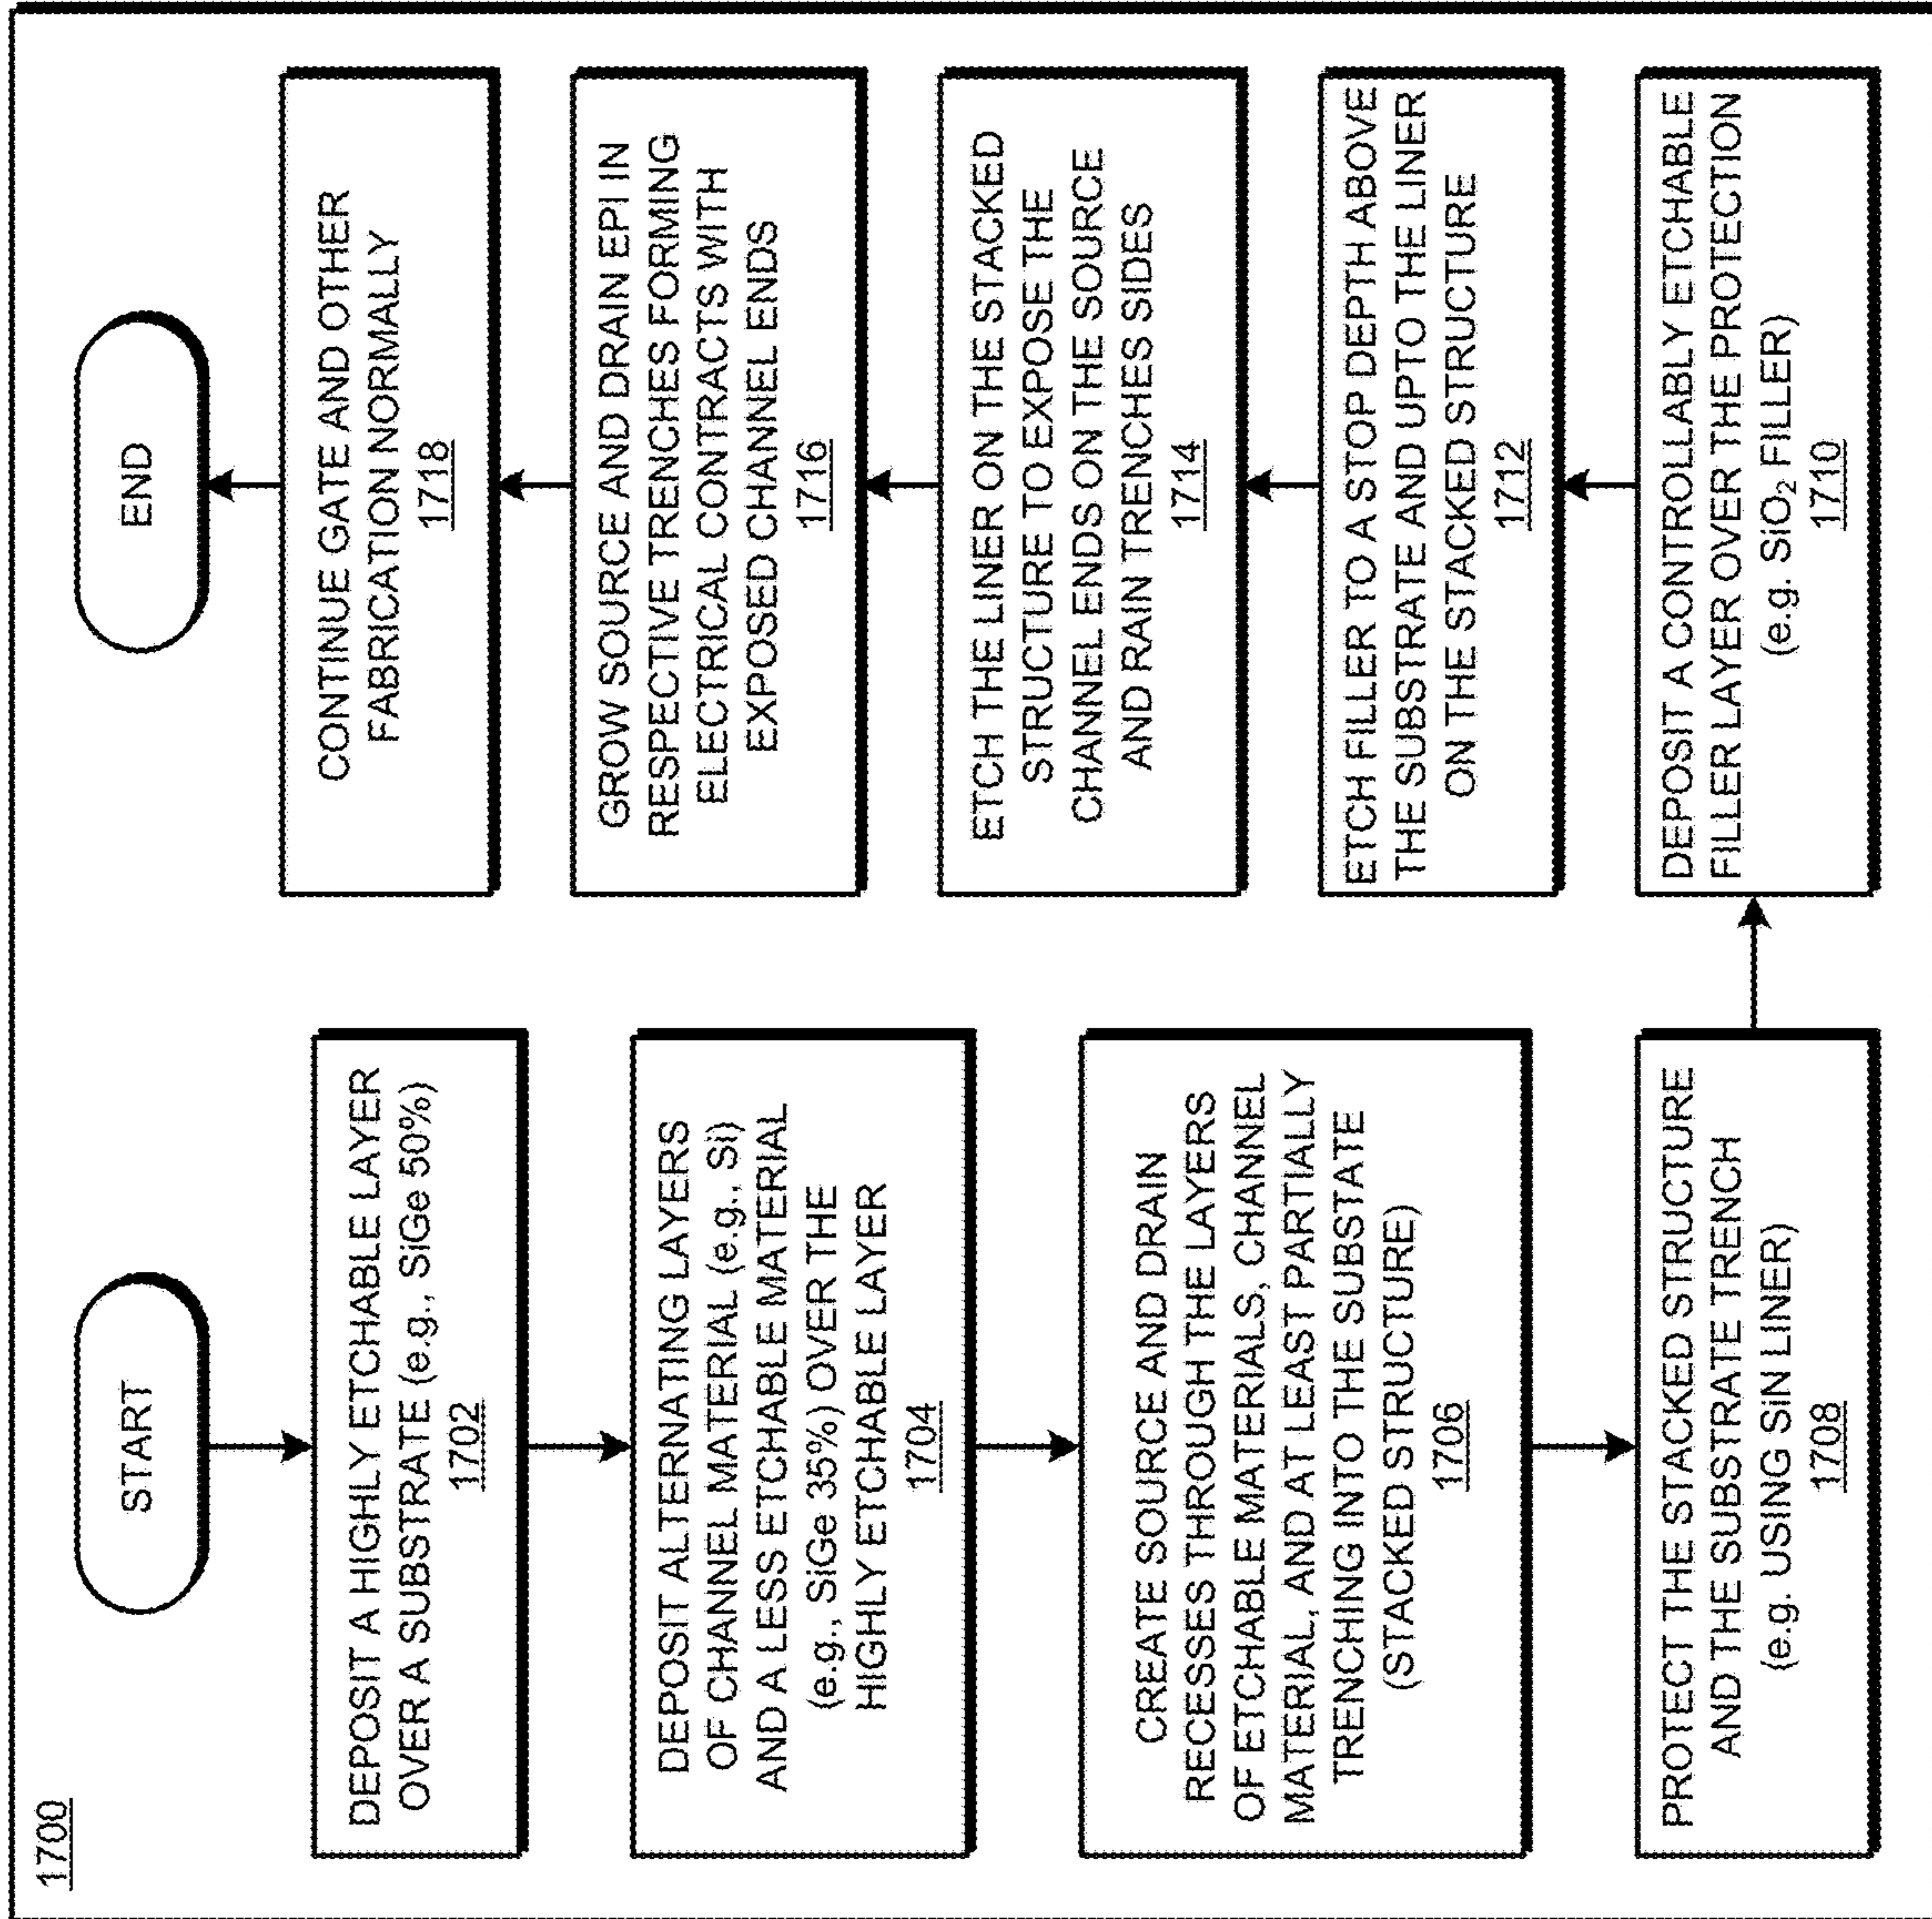 1700
START
DEPOSIT A HIGHLY ETCHABLE LAYER
OVER A SUBSTRATE (e.g., SiGe 50%)
1702
DEPOSIT ALTERNATING LAYERS
OF CHANNEL MATERIAL (e.g., Si)
AND A LESS ETCHABLE MATERIAL
(e.g., SiGe 35%) OVER THE
HIGHLY ETCHABLE LAYER
1704
CREATE SOURCE AND DRAIN
RECESSES THROUGH THE LAYERS
OF ETCHABLE MATERIALS, CHANNEL
MATERIAL, AND AT LEAST PARTIALLY
TRENCHING INTO THE SUBSTATE
(STACKED STRUCTURE)
1706
PROTECT THE STACKED STRUCTURE
AND THE SUBSTRATE TRENCH
(e.g. USING SiN LINER)
1708
DEPOSIT A CONTROLLABLY ETCHABLE
FILLER LAYER OVER THE PROTECTION
(e.g. SiO₂ FILLER)
1710
ETCH FILLER TO A STOP DEPTH ABOVE
THE SUBSTRATE AND UPTO THE LINER
ON THE STACKED STRUCTURE
1712
ETCH THE LINER ON THE STACKED
STRUCTURE TO EXPOSE THE
CHANNEL ENDS ON THE SOURCE
AND RAIN TRENCHES SIDES
1714
GROW SOURCE AND DRAIN EPI IN
RESPECTIVE TRENCHES FORMING
ELECTRICAL CONTRACTS WITH
EXPOSED CHANNEL ENDS
1716
CONTINUE GATE AND OTHER
FABRICATION NORMALLY
1718
END